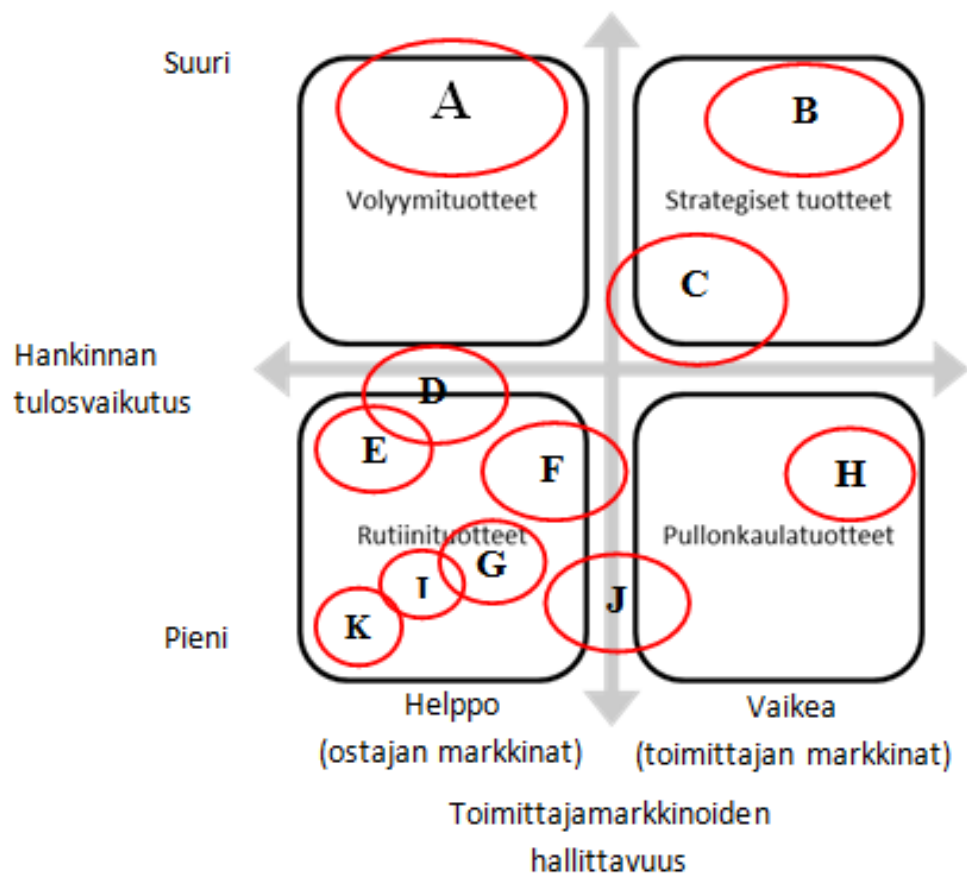 Suuri
A
B
Volyymituotteet
Strategiset tuotteet
C
Hankinnan
tulosvaikutus
D
E
F
H
Rutiinituotteet
Pullonkaulatuotteet
G
I
J
K
Pieni
Helppo
(ostajan markkinat)
Vaikea
(toimittajan markkinat)
Toimittajamarkkinoiden
hallittavuus